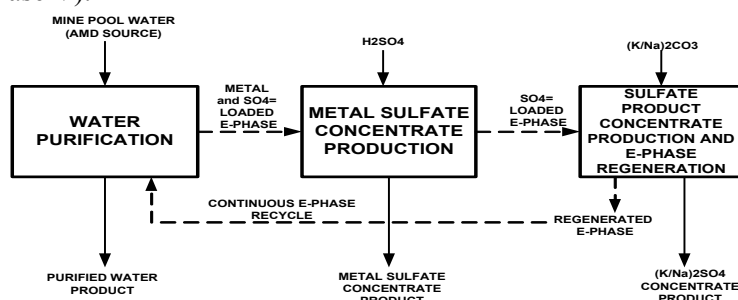 MINE POOL WATER
(AMD SOURCE)
H2SO4
(K/Na)2CO3
WATER
PURIFICATION
METAL
and SO4=
LOADED
E-PHASE
METAL SULFATE
CONCENTRATE
PRODUCTION
SO4=
LOADED
E-PHASE
SULFATE
PRODUCT
CONCENTRATE
PRODUCTION AND
E-PHASE
REGENERATION
CONTINUOUS E-PHASE
RECYCLE
REGENERATED
E-PHASE
PURIFIED WATER
PRODUCT
METAL SULFATE
CONCENTRATE
PRODUCT
(K/Na)2SO4
CONCENTRATE
PRODUCT